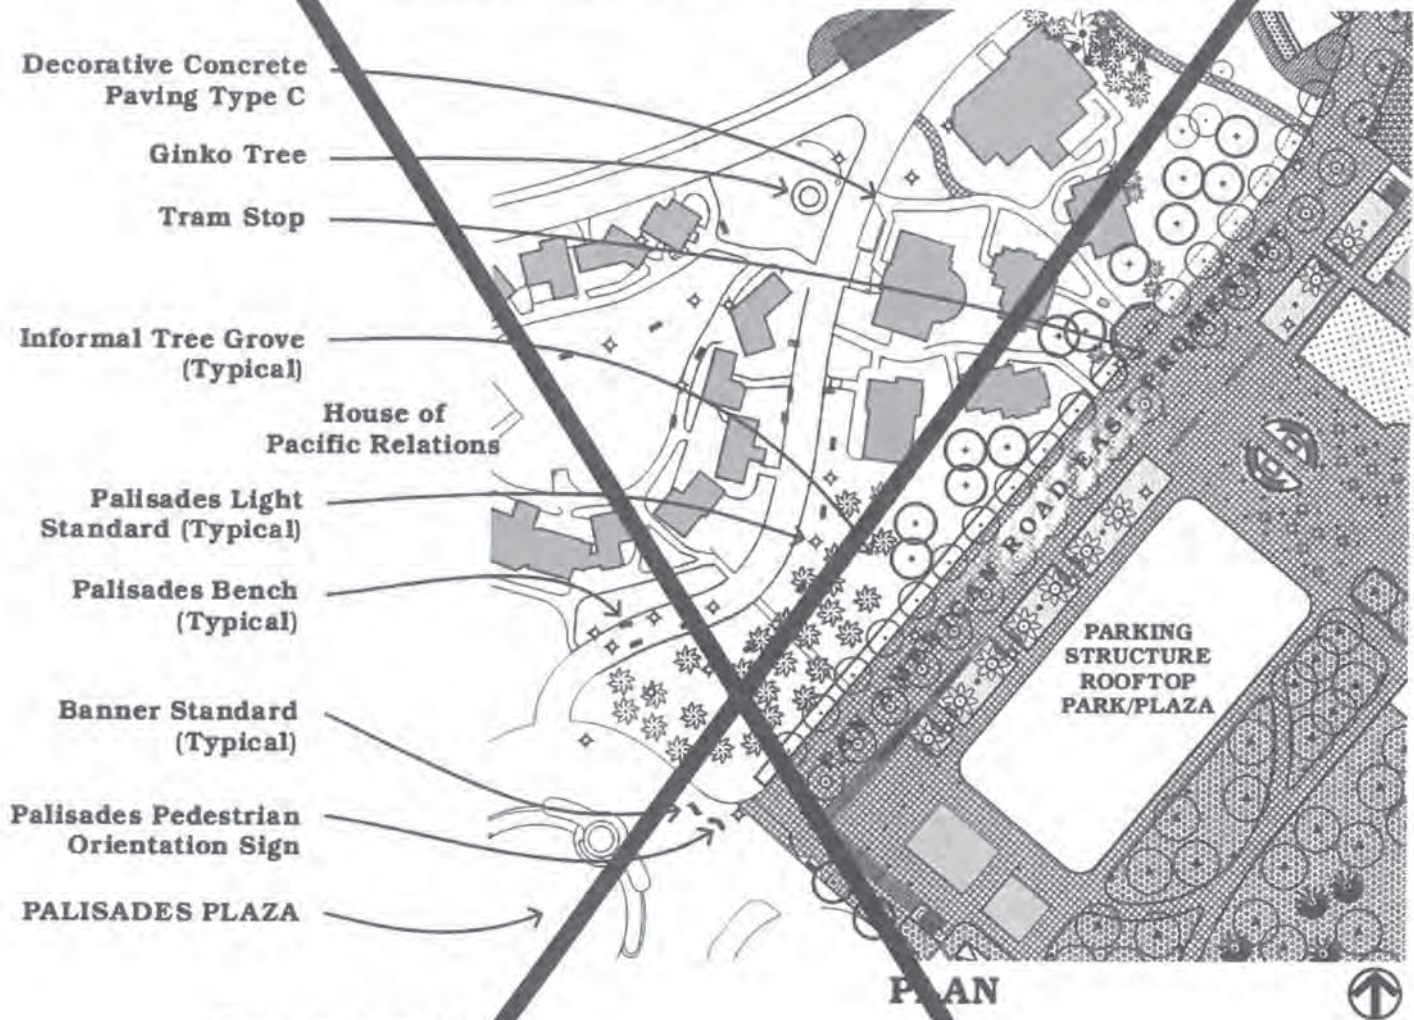 Decorative Concrete
Paving Type C
Ginko Tree
Tram Stop
Informal Tree Grove
(Typical)
House of
Pacific Relations
Palisades Light
Standard (Typical)
Palisades Bench
(Typical)
Banner Standard
(Typical)
Palisades Pedestrian
Orientation Sign
PALISADES PLAZA
PAN AMERICAN ROAD EAST PROMENADE
PARKING
STRUCTURE
ROOFTOP
PARK/PLAZA
PLAN